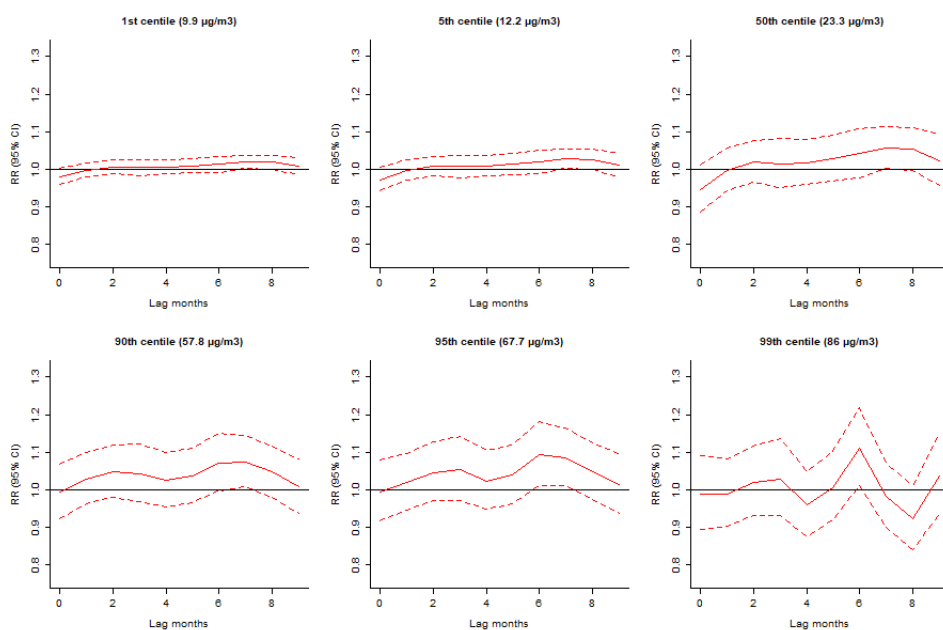 1st centile (9.9 µg/m3)
RR (95% CI)
1.3
1.2
1.1
1.0
0.9
0.8
0 2 4 6 8
Lag months
5th centile (12.2 µg/m3)
RR (95% CI)
1.3
1.2
1.1
1.0
0.9
0.8
0 2 4 6 8
Lag months
50th centile (23.3 µg/m3)
RR (95% CI)
1.3
1.2
1.1
1.0
0.9
0.8
0 2 4 6 8
Lag months
90th centile (57.8 µg/m3)
RR (95% CI)
1.3
1.2
1.1
1.0
0.9
0.8
0 2 4 6 8
Lag months
95th centile (67.7 µg/m3)
RR (95% CI)
1.3
1.2
1.1
1.0
0.9
0.8
0 2 4 6 8
Lag months
99th centile (86 µg/m3)
RR (95% CI)
1.3
1.2
1.1
1.0
0.9
0.8
0 2 4 6 8
Lag months